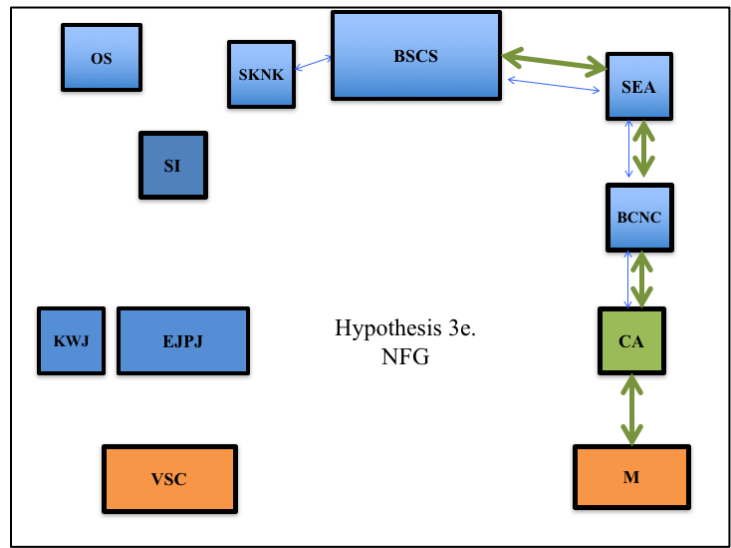 OS
SKNK
BSCS
SEA
SI
BCNC
KWJ
EJPJ
Hypothesis 3e.
NFG
CA
VSC
M